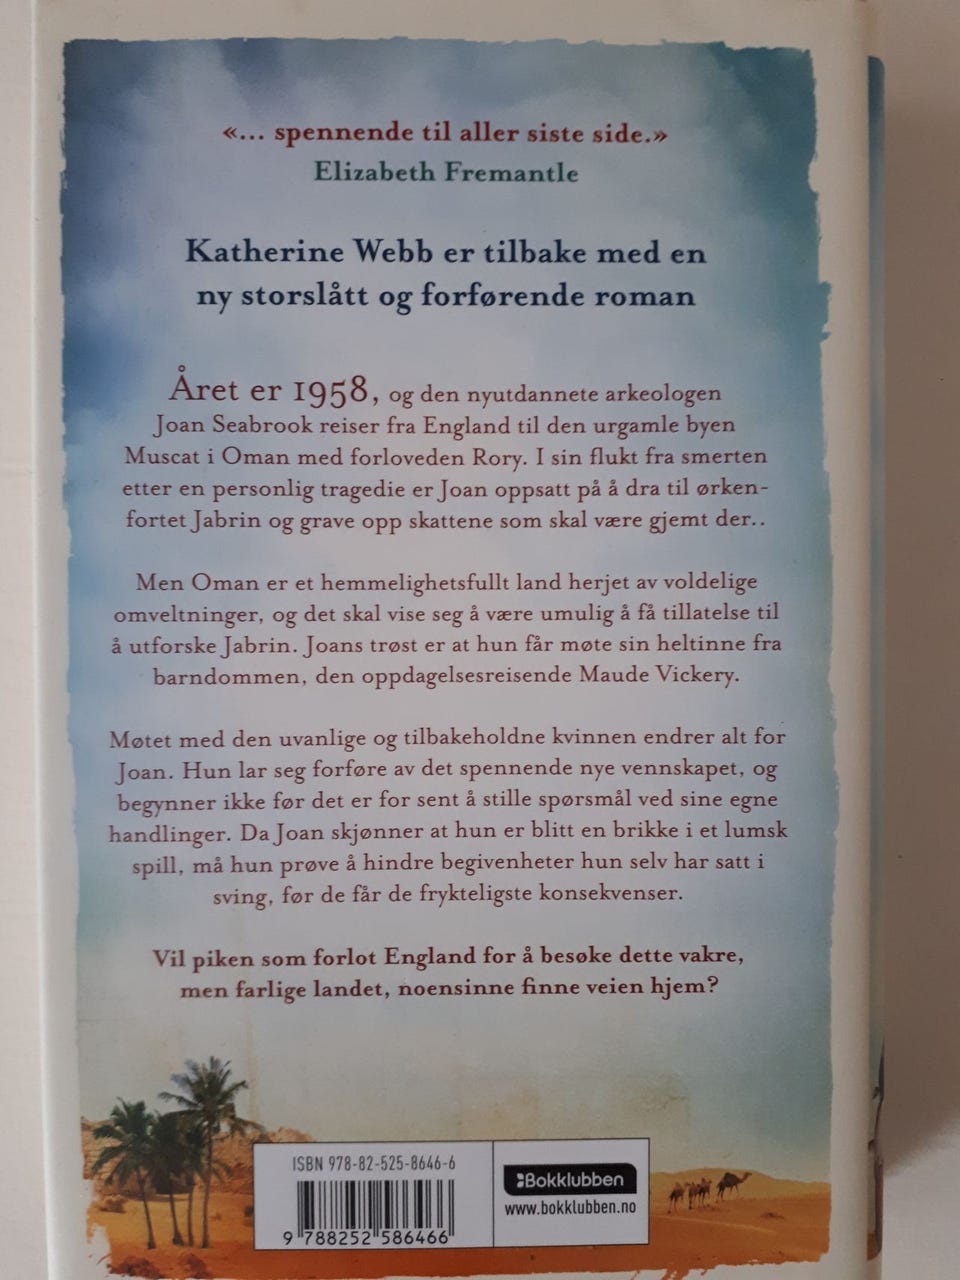 «... spennende til aller siste side.»
Elizabeth Fremantle
Katherine Webb er tilbake med en
ny storslått og forførende roman
Året er 1958, og den nyutdannete arkeologen
Joan Seabrook reiser fra England til den urgamle byen
Muscat i Oman med forloveden Rory. I sin flukt fra smerten
etter en personlig tragedie er Joan oppsatt på å dra til ørken-
fortet Jabrin og grave opp skattene som skal være gjemt der..
Men Oman er et hemmelighetsfullt land herjet av voldelige
omveltninger, og det skal vise seg å være umulig å få tillatelse til
å utforske Jabrin. Joans trøst er at hun får møte sin heltinne fra
barndommen, den oppdagelsesreisende Maude Vickery.
Møtet med den uvanlige og tilbakeholdne kvinnen endrer alt for
Joan. Hun lar seg forføre av det spennende nye vennskapet, og
begynner ikke før det er for sent å stille spørsmål ved sine egne
handlinger. Da Joan skjønner at hun er blitt en brikke i et lumsk
spill, må hun prøve å hindre begivenheter hun selv har satt i
sving, før de får de frykteligste konsekvenser.
Vil piken som forlot England for å besøke dette vakre,
men farlige landet, noensinne finne veien hjem?
ISBN 978-82-525-8646-6
9 788252 586466
Bokklubben
www.bokklubben.no